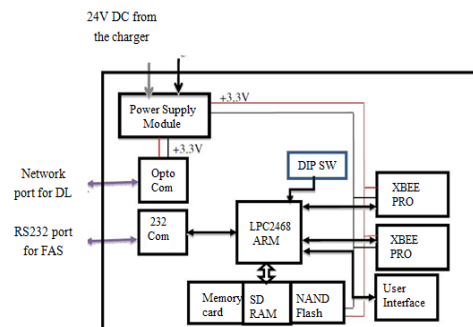 24V DC from
the charger
+3.3V
Power Supply
Module
+3.3V
DIP SW
Network
port for DL
Opto
Com
XBEE
PRO
RS232 port
for FAS
232
Com
LPC2468
ARM
XBEE
PRO
Memory
card
SD
RAM
NAND
Flash
User
Interface